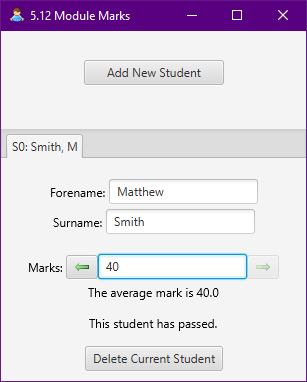 5.12 Module Marks
Add New Student
S0: Smith, M
Forename: Matthew
Surname: Smith
Marks: 40
The average mark is 40.0
This student has passed.
Delete Current Student